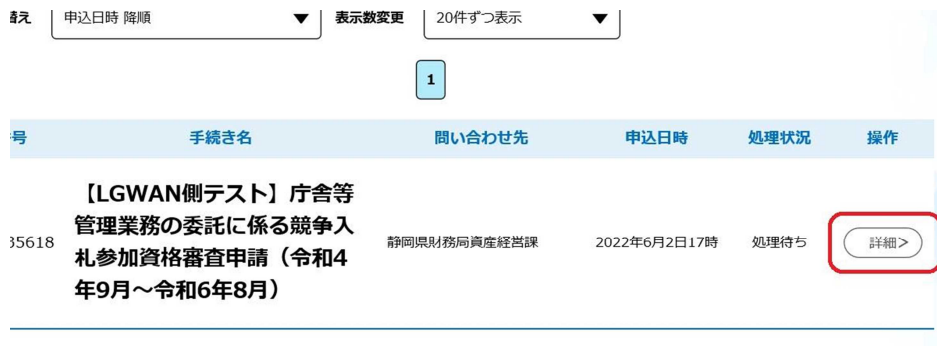 替え 申込日時 降順 ▼ 表示数変更 20件ずつ表示 ▼
1
号 手続き名 問い合わせ先 申込日時 処理状況 操作
【LGWAN側テスト】庁舎等
管理業務の委託に係る競争入
札参加資格審査申請（令和4
年9月～令和6年8月）
35618 静岡県財務局資産経営課 2022年6月2日17時 処理待ち 詳細>